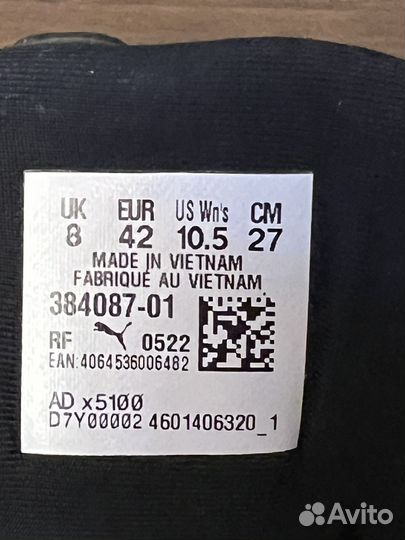 UK EUR US Wn's CM
8 42 10.5 27
MADE IN VIETNAM
FABRIQUÉ AU VIETNAM
384087-01
RF 0522
EAN:4064536006482
AD x5100
D7Y00002 4601406320_1
Avito